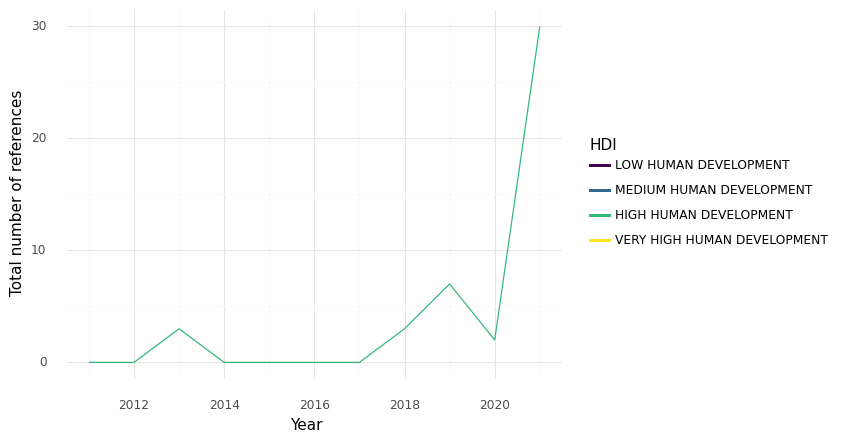 30
20
10
0
Total number of references
2012 2014 2016 2018 2020
Year
HDI
LOW HUMAN DEVELOPMENT
MEDIUM HUMAN DEVELOPMENT
HIGH HUMAN DEVELOPMENT
VERY HIGH HUMAN DEVELOPMENT